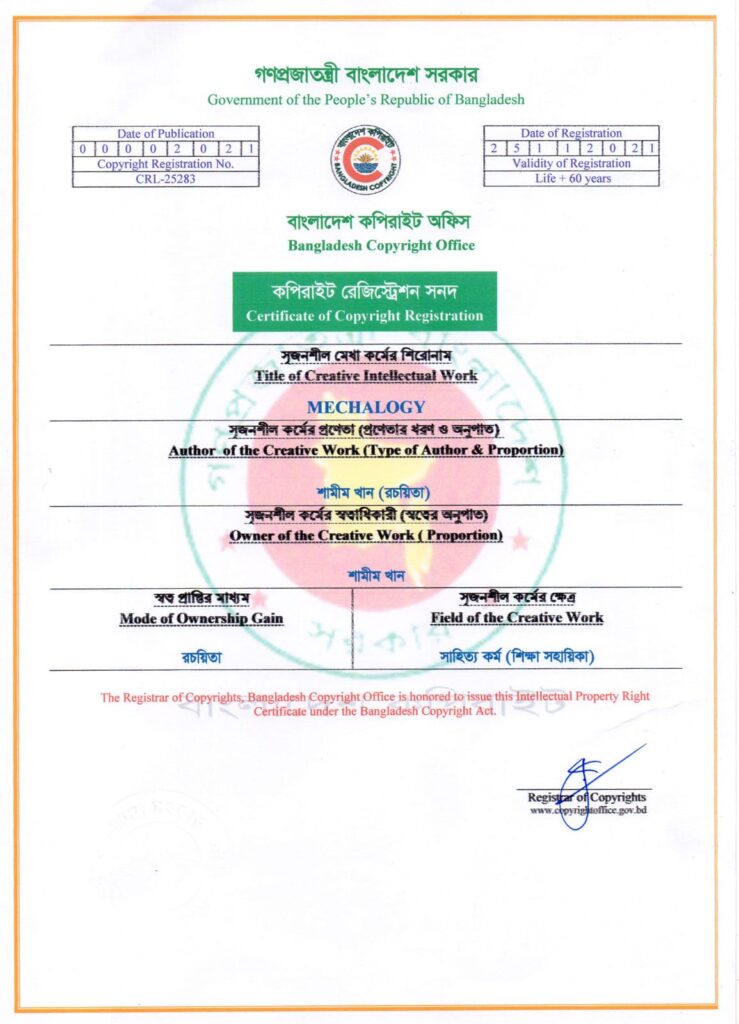 গণপ্রজাতন্ত্রী বাংলাদেশ সরকার
Government of the People's Republic of Bangladesh
Date of Publication
0 0 0 0 2 0 2 1
Copyright Registration No.
CRL-25283
বাংলাদেশ কপিরাইট
BANGLADESH COPYRIGHT
Date of Registration
2 5 1 1 2 0 2 1
Validity of Registration
Life + 60 years
বাংলাদেশ কপিরাইট অফিস
Bangladesh Copyright Office
কপিরাইট রেজিস্ট্রেশন সনদ
Certificate of Copyright Registration
সৃজনশীল মেধা কর্মের শিরোনাম
Title of Creative Intellectual Work
MECHALOGY
সৃজনশীল কর্মের প্রণেতা (প্রণেতার ধরণ ও অনুপাত)
Author of the Creative Work (Type of Author & Proportion)
শামীম খান (রচয়িতা)
সৃজনশীল কর্মের স্বত্বাধিকারী (স্বত্বের অনুপাত)
Owner of the Creative Work ( Proportion)
শামীম খান
স্বত্ব প্রাপ্তির মাধ্যম
Mode of Ownership Gain
রচয়িতা
সৃজনশীল কর্মের ক্ষেত্র
Field of the Creative Work
সাহিত্য কর্ম (শিক্ষা সহায়িকা)
গণপ্রজাতন্ত্রী বাংলাদেশ
সরকার
The Registrar of Copyrights, Bangladesh Copyright Office is honored to issue this Intellectual Property Right
Certificate under the Bangladesh Copyright Act.
বাংলাদেশ কপিরাইট
Registrar of Copyrights
www.copyrightoffice.gov.bd